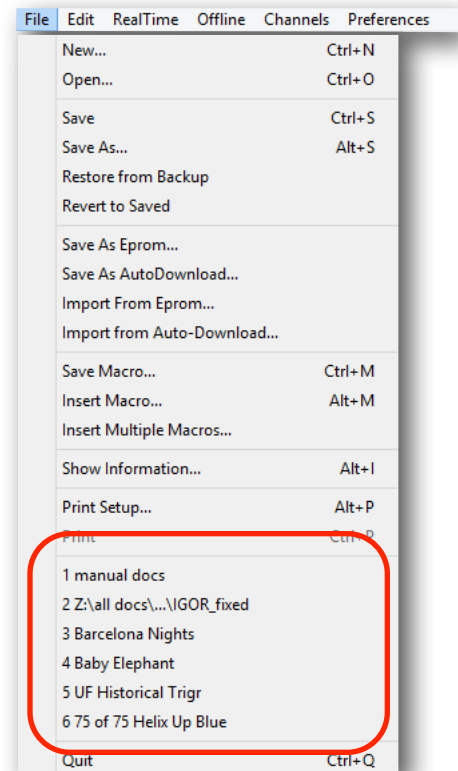 File Edit RealTime Offline Channels Preferences
New... Ctrl+N
Open... Ctrl+O
Save Ctrl+S
Save As... Alt+S
Restore from Backup
Revert to Saved
Save As Eprom...
Save As AutoDownload...
Import From Eprom...
Import from Auto-Download...
Save Macro... Ctrl+M
Insert Macro... Alt+M
Insert Multiple Macros...
Show Information... Alt+I
Print Setup... Alt+P
Print Ctrl+P
1 manual docs
2 Z:\all docs\...\IGOR_fixed
3 Barcelona Nights
4 Baby Elephant
5 UF Historical Trigr
6 75 of 75 Helix Up Blue
Quit Ctrl+Q